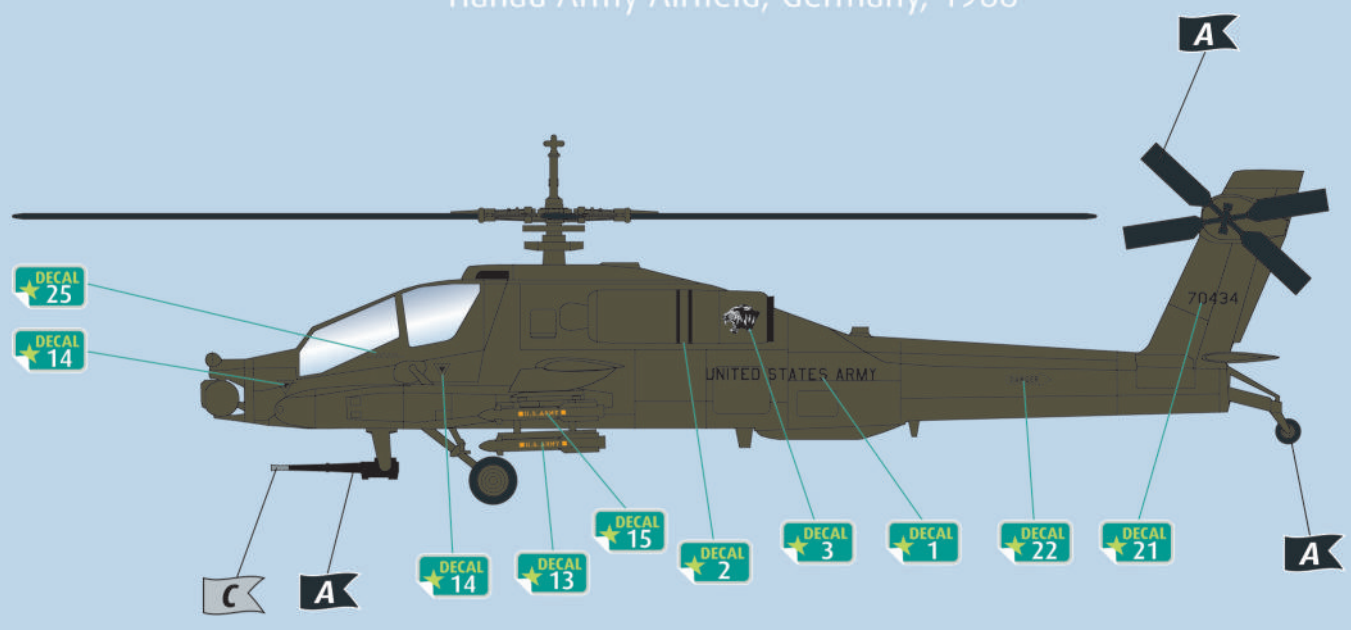 Hanau Army Airfield, Germany, 1988
A
DECAL
25
70434
DECAL
14
UNITED STATES ARMY
U.S.ARMY
U.S.ARMY
DECAL
15
DECAL
3
DECAL
1
DECAL
22
DECAL
21
DECAL
2
A
DECAL
14
DECAL
13
C
A